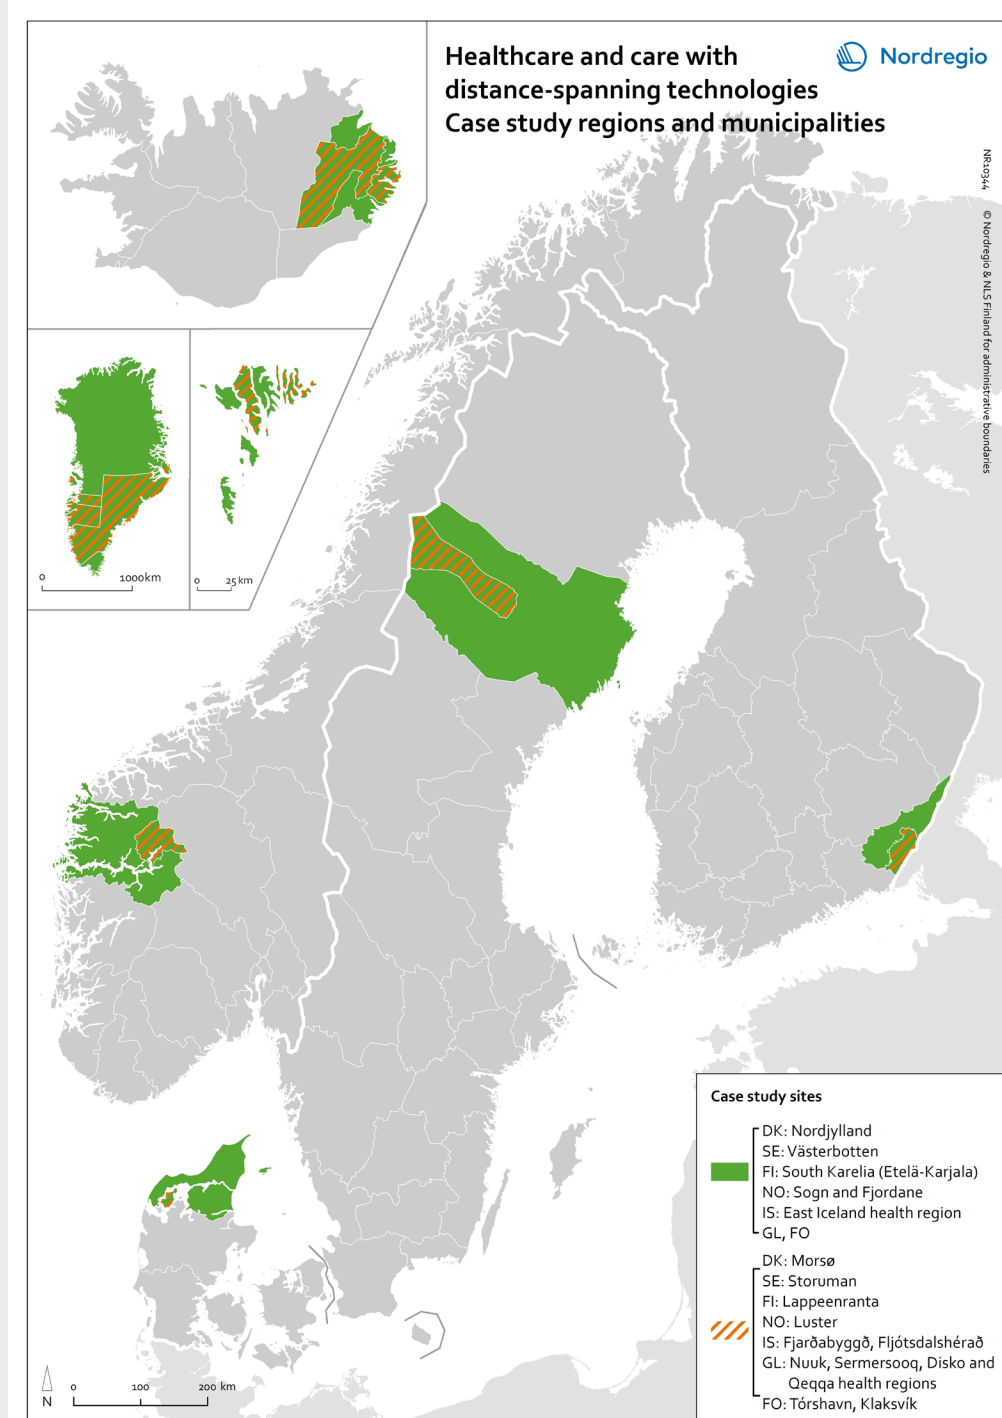 Healthcare and care with
distance-spanning technologies
Case study regions and municipalities
Nordregio
NR10344
© Nordregio & NLS Finland for administrative boundaries
0
1000km
0
25 km
Case study sites
DK: Nordjylland
SE: Västerbotten
FI: South Karelia (Etelä-Karjala)
NO: Sogn and Fjordane
IS: East Iceland health region
GL, FO
DK: Morsø
SE: Storuman
FI: Lappeenranta
NO: Luster
IS: Fjarðabyggð, Fljótsdalshérað
GL: Nuuk, Sermersooq, Disko and
Qeqqa health regions
FO: Tórshavn, Klaksvík
N
0
100
200 km